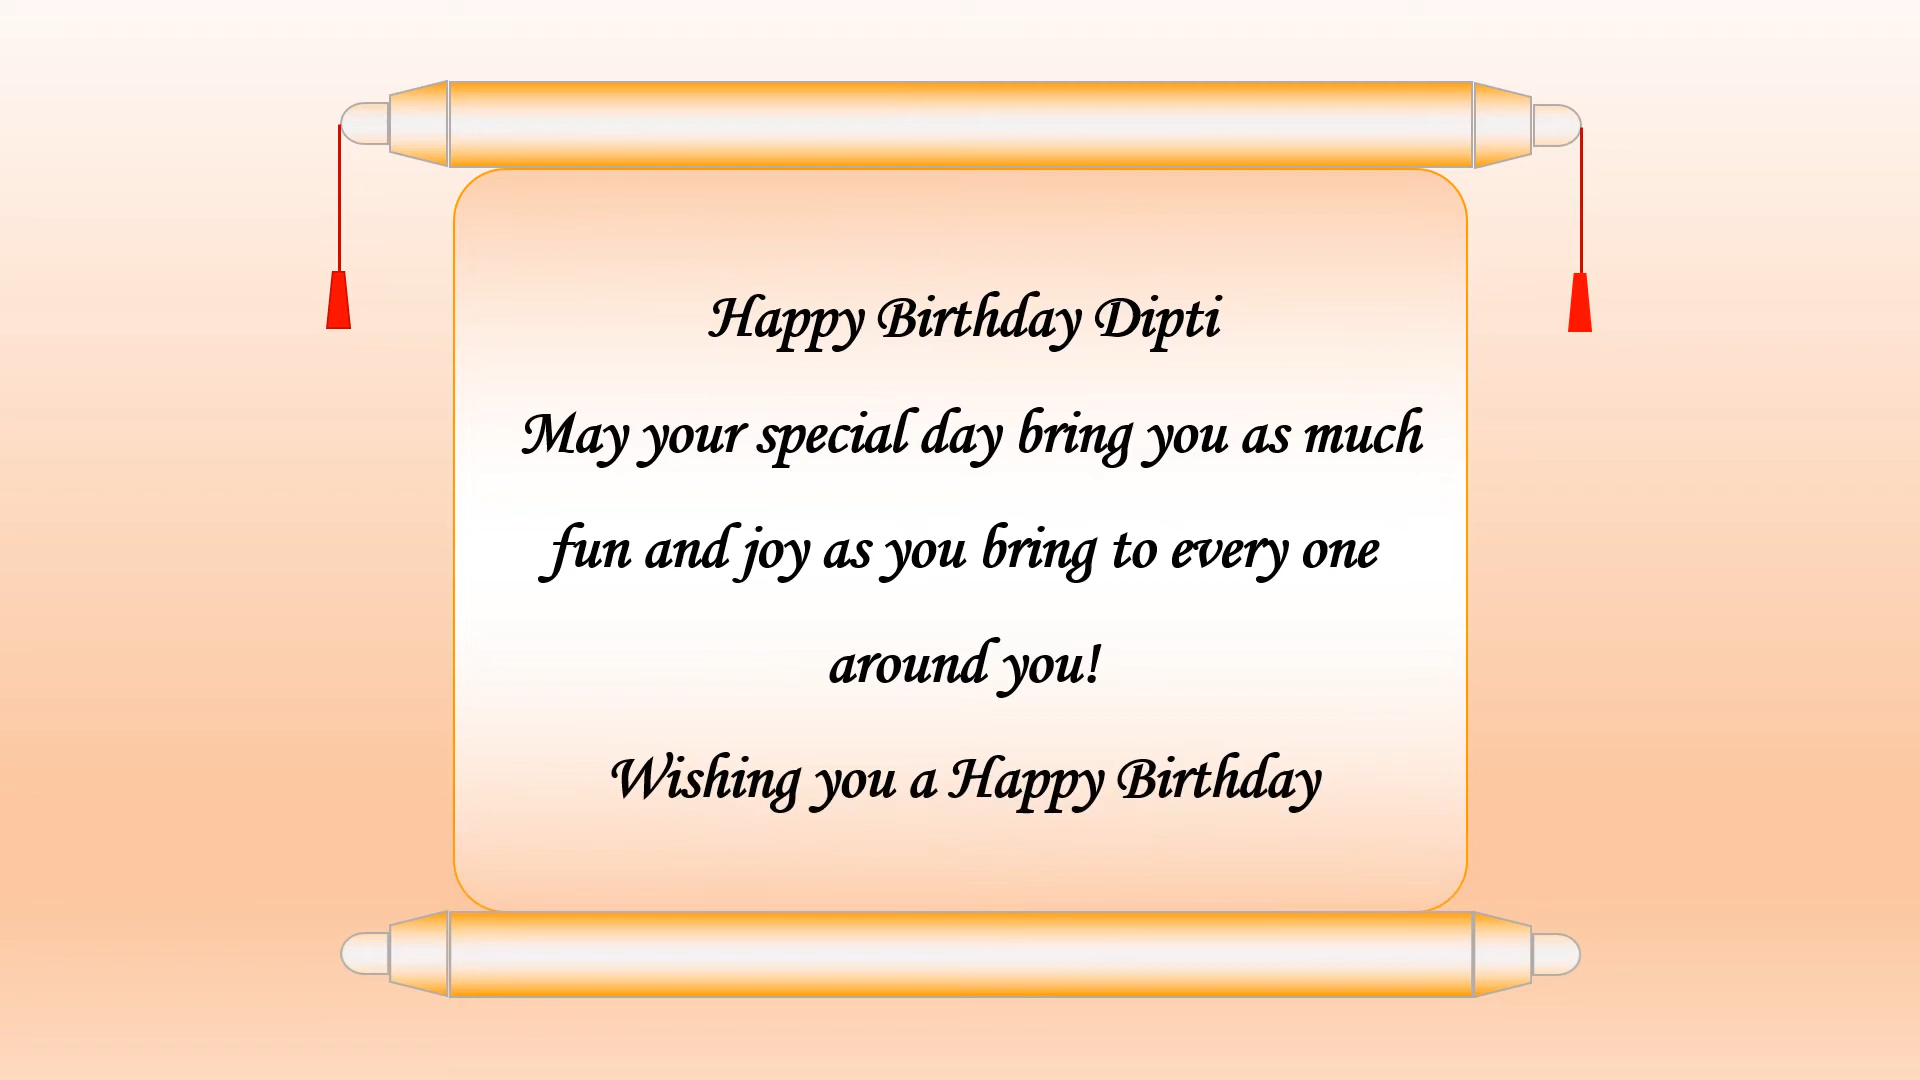 Happy Birthday Dipti
May your special day bring you as much
fun and joy as you bring to every one
around you!
Wishing you a Happy Birthday